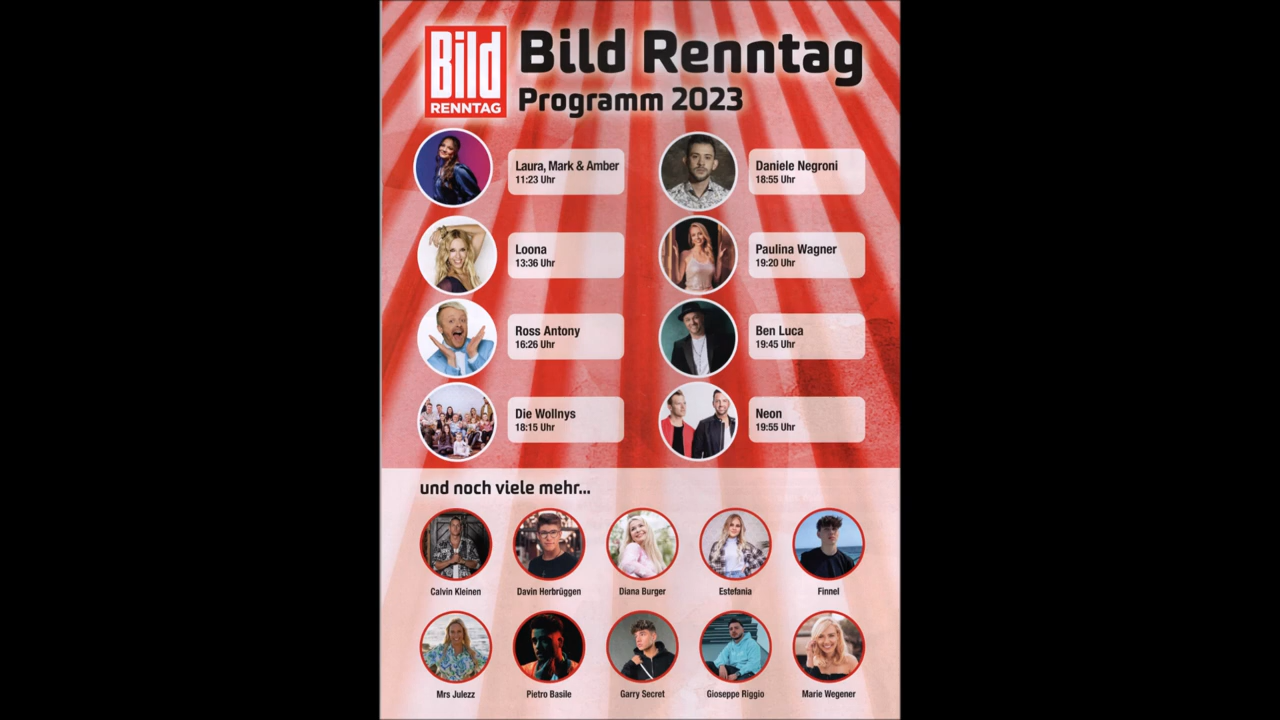 Bild
RENNTAG
Bild Renntag
Programm 2023
Laura, Mark & Amber
11:23 Uhr
Daniele Negroni
18:55 Uhr
Loona
13:36 Uhr
Paulina Wagner
19:20 Uhr
Ross Antony
16:26 Uhr
Ben Luca
19:45 Uhr
Die Wollnys
18:15 Uhr
Neon
19:55 Uhr
und noch viele mehr...
Calvin Kleinen
Davin Herbrüggen
Diana Burger
Estefania
Finnel
Mrs Julezz
Pietro Basile
Garry Secret
Gioseppe Riggio
Marie Wegener